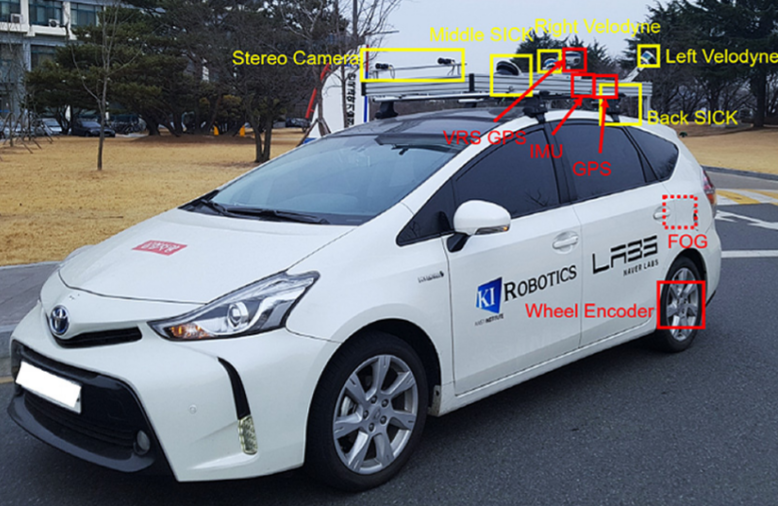 Right Velodyne
Middle SICK
Stereo Camera
Left Velodyne
Back SICK
VRS GPS
IMU
GPS
FOG
LABS
NAVER LABS
KI ROBOTICS
Wheel Encoder